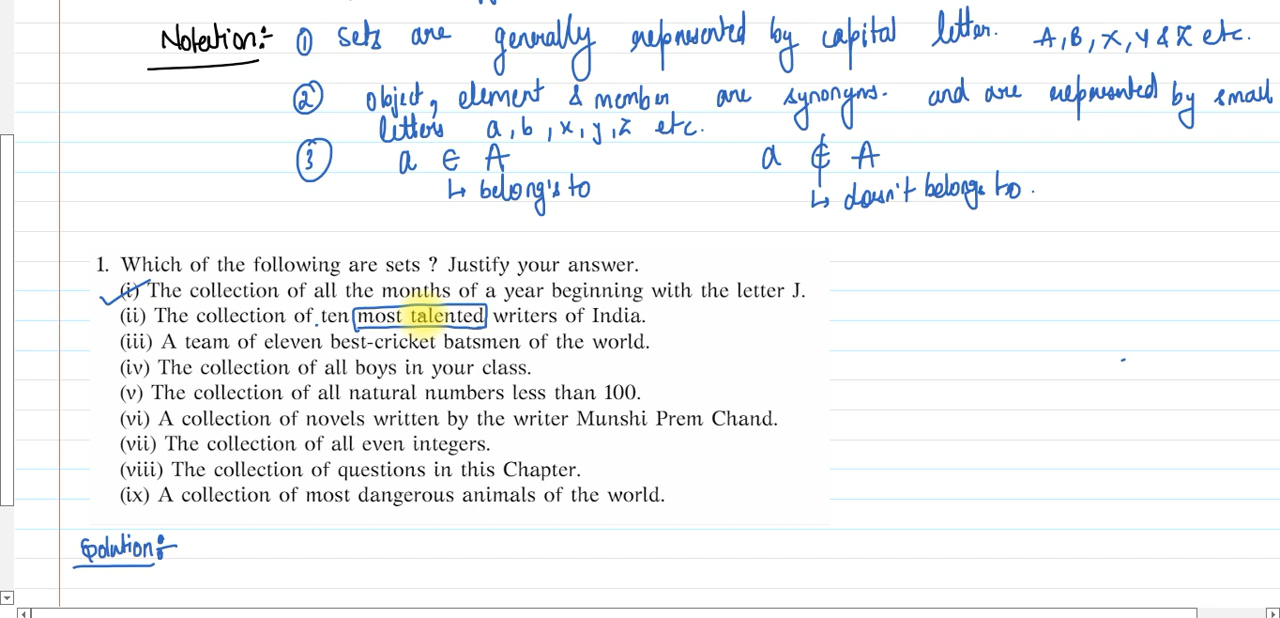 Notation:- ① Sets are generally represented by capital letter. A, B, X, Y & Z etc.
② object, element & member are synonyms. and are represented by small
letters a, b, x, y, z etc.
③ a ∈ A a ∉ A
↳ belong's to ↳ doesn't belongs to.
1. Which of the following are sets ? Justify your answer.
(i) The collection of all the months of a year beginning with the letter J.
(ii) The collection of ten most talented writers of India.
(iii) A team of eleven best-cricket batsmen of the world.
(iv) The collection of all boys in your class.
(v) The collection of all natural numbers less than 100.
(vi) A collection of novels written by the writer Munshi Prem Chand.
(vii) The collection of all even integers.
(viii) The collection of questions in this Chapter.
(ix) A collection of most dangerous animals of the world.
Solution:-